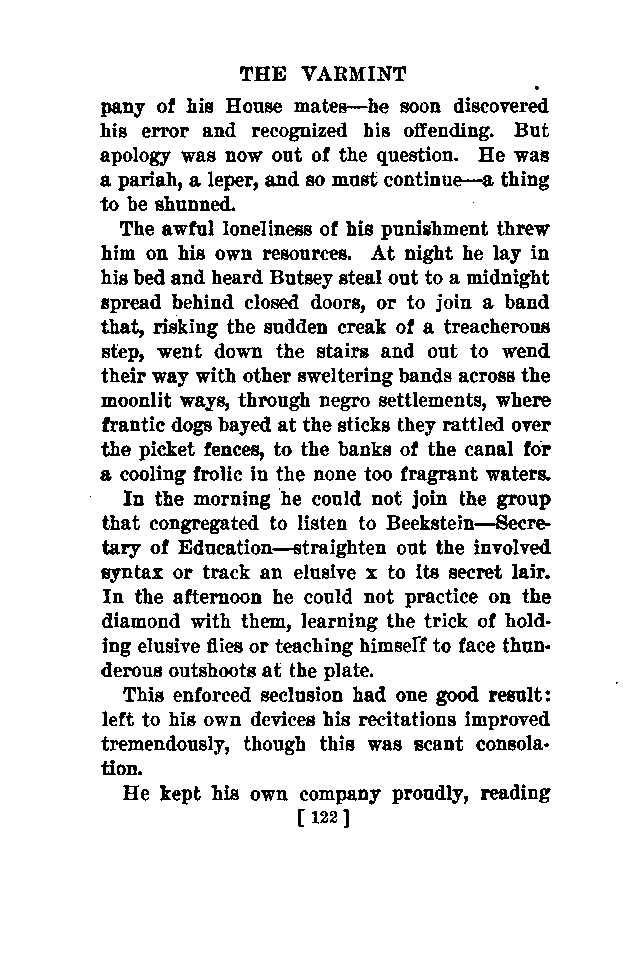 THE VARMINT
pany of his House mates—he soon discovered
his error and recognized his offending. But
apology was now out of the question. He was
a pariah, a leper, and so must continue—a thing
to be shunned.
The awful loneliness of his punishment threw
him on his own resources. At night he lay in
his bed and heard Butsey steal out to a midnight
spread behind closed doors, or to join a band
that, risking the sudden creak of a treacherous
step, went down the stairs and out to wend
their way with other sweltering bands across the
moonlit ways, through negro settlements, where
frantic dogs bayed at the sticks they rattled over
the picket fences, to the banks of the canal for
a cooling frolic in the none too fragrant waters.
In the morning he could not join the group
that congregated to listen to Beekstein—Secre-
tary of Education—straighten out the involved
syntax or track an elusive x to its secret lair.
In the afternoon he could not practice on the
diamond with them, learning the trick of hold-
ing elusive flies or teaching himself to face thun-
derous outshoots at the plate.
This enforced seclusion had one good result:
left to his own devices his recitations improved
tremendously, though this was scant consola-
tion.
He kept his own company proudly, reading
[ 122 ]